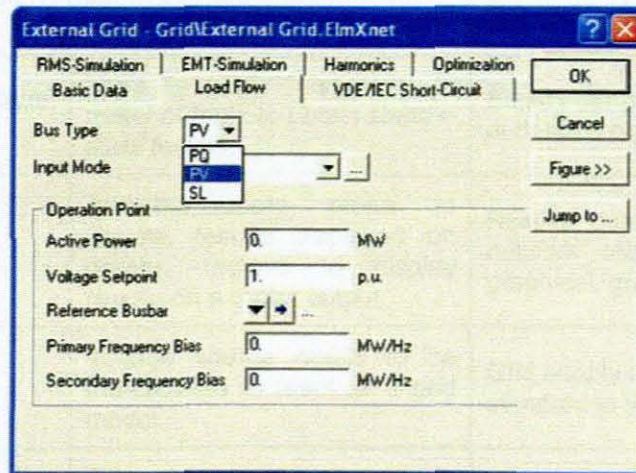 External Grid - Grid\External Grid.ElmXnet
RMS-Simulation EMT-Simulation Harmonics Optimization
Basic Data Load Flow VDE/IEC Short-Circuit
OK
Cancel
Figure >>
Jump to ...
Bus Type PV
PQ
PV
SL
Input Mode ...
Operation Point
Active Power 0. MW
Voltage Setpoint 1. p.u.
Reference Busbar ...
Primary Frequency Bias 0. MW/Hz
Secondary Frequency Bias 0. MW/Hz